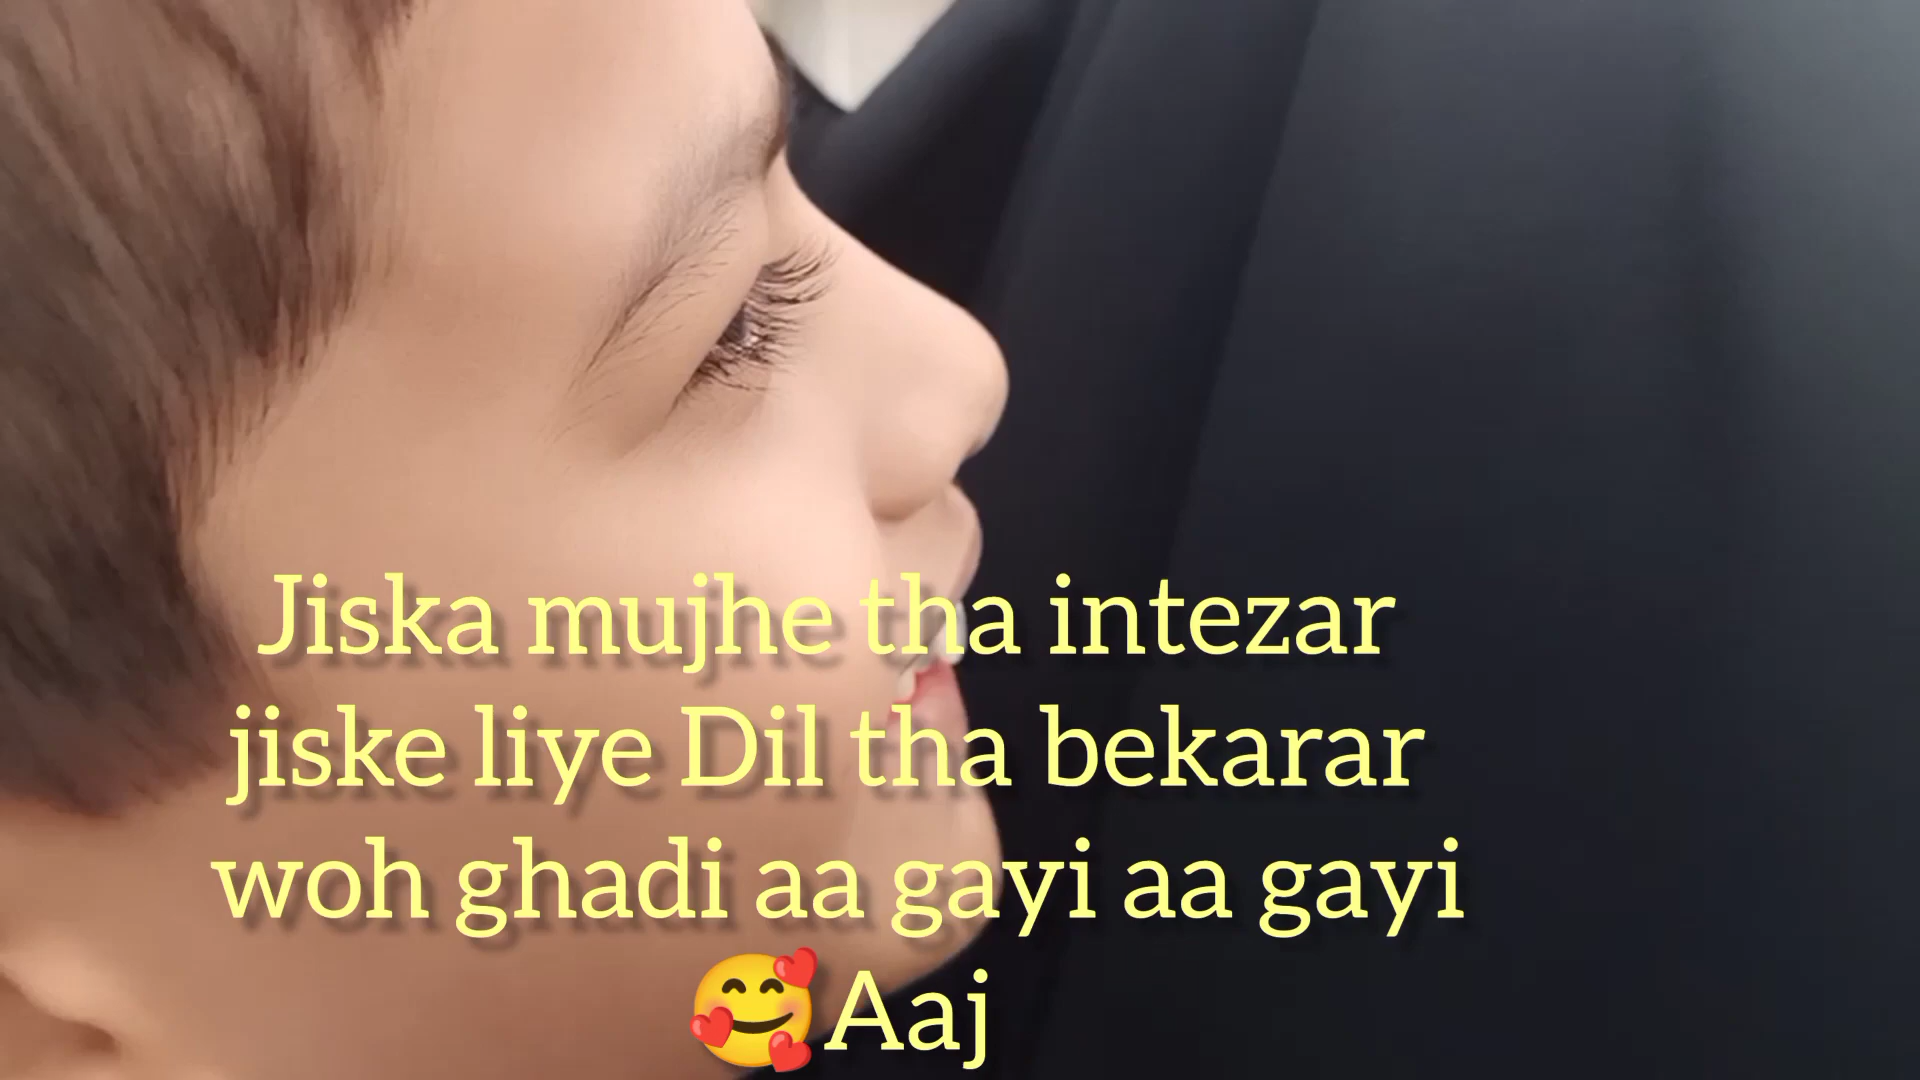 Jiska mujhe tha intezar
jiske liye Dil tha bekarar
woh ghadi aa gayi aa gayi
🥰Aaj